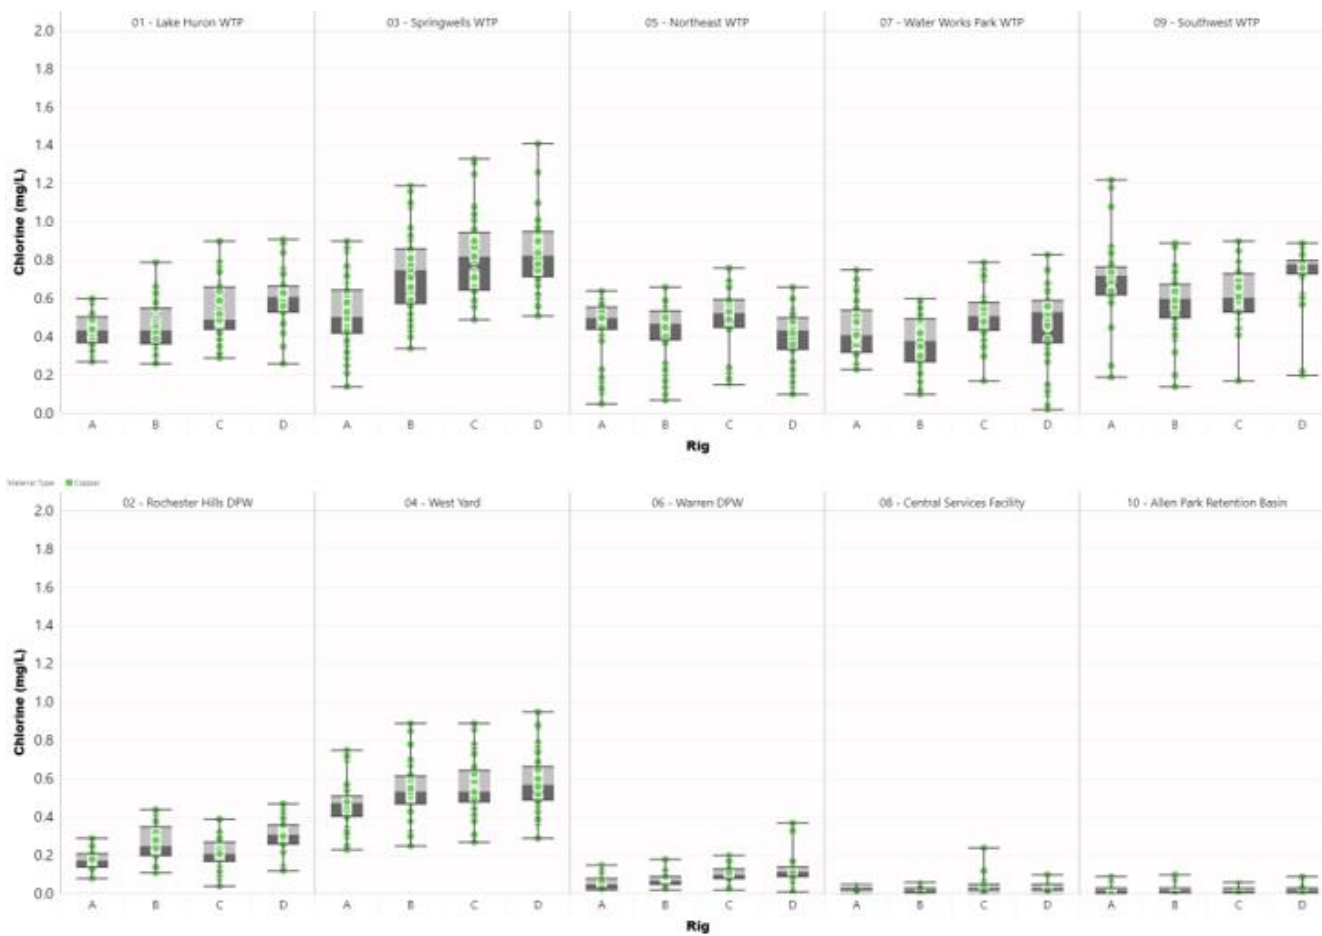 01 - Lake Huron WTP 03 - Springwells WTP 05 - Northeast WTP 07 - Water Works Park WTP 09 - Southwest WTP
2.0
1.8
1.6
1.4
1.2
1.0
0.8
0.6
0.4
0.2
0.0
Chlorine (mg/L)
A B C D A B C D A B C D A B C D A B C D
Rig
Material Type Copper
02 - Rochester Hills DPW 04 - West Yard 06 - Warren DPW 08 - Central Services Facility 10 - Allen Park Retention Basin
2.0
1.8
1.6
1.4
1.2
1.0
0.8
0.6
0.4
0.2
0.0
Chlorine (mg/L)
A B C D A B C D A B C D A B C D A B C D
Rig